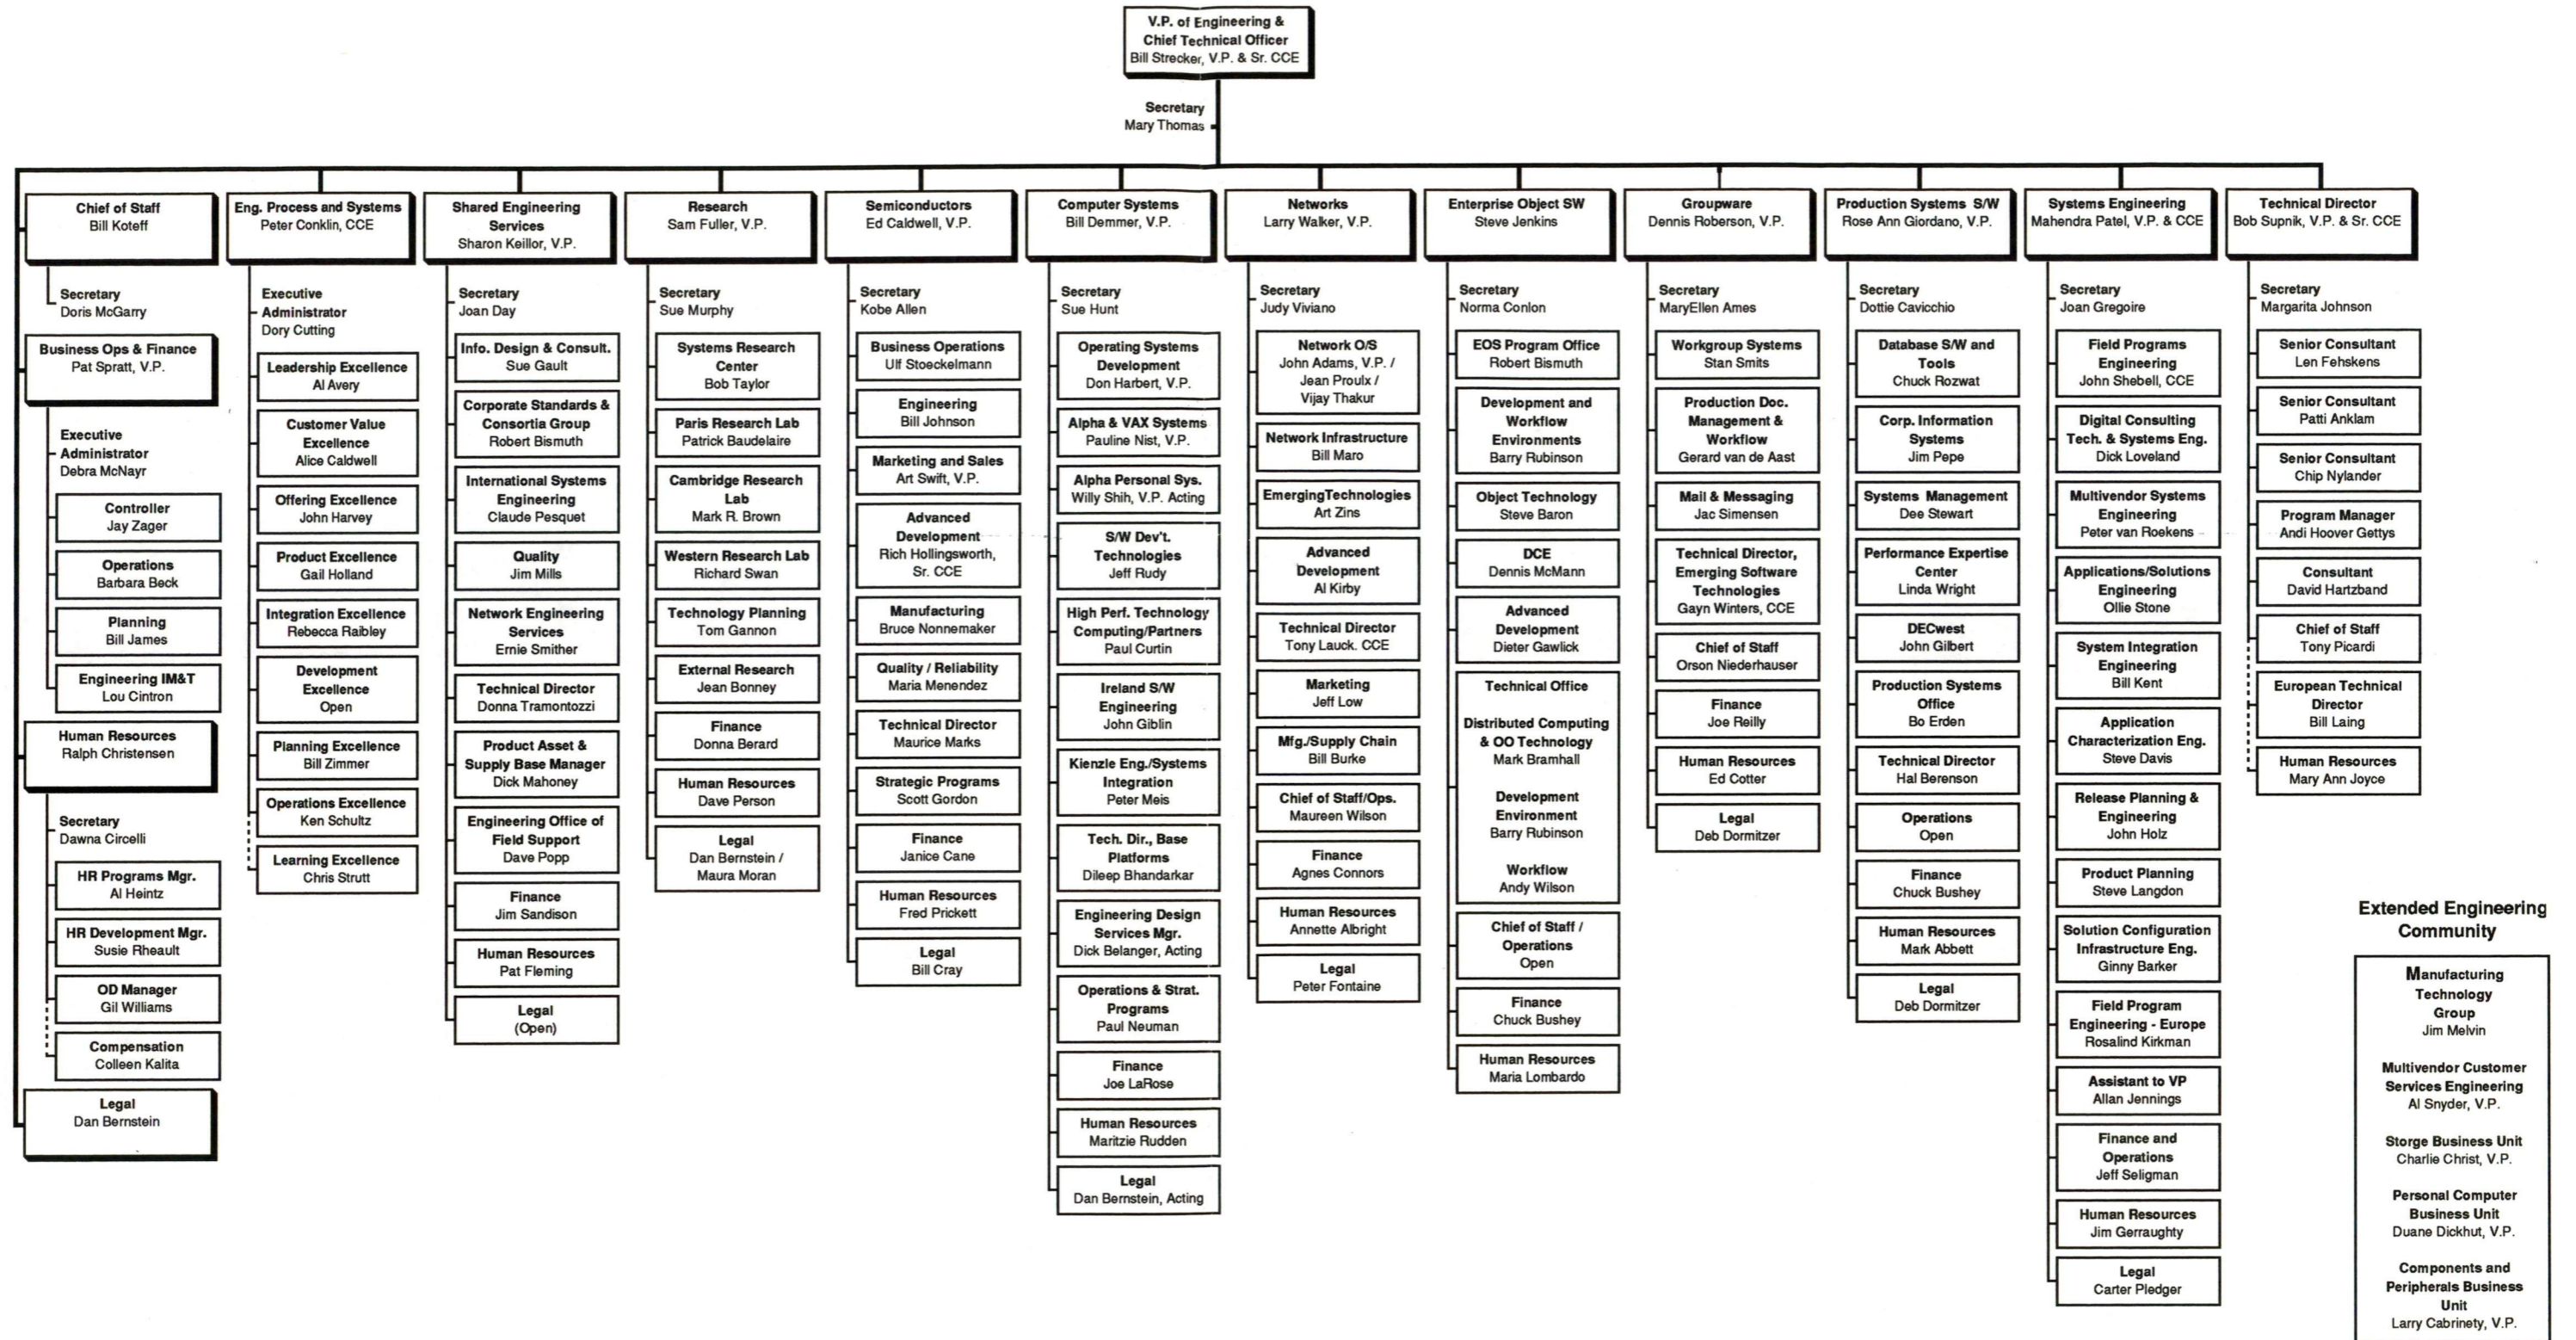 V.P. of Engineering &
Chief Technical Officer
Bill Strecker, V.P. & Sr. CCE
Secretary
Mary Thomas
Chief of Staff
Bill Koteff
Secretary
Doris McGarry
Business Ops & Finance
Pat Spratt, V.P.
Executive
Administrator
Debra McNayr
Controller
Jay Zager
Operations
Barbara Beck
Planning
Bill James
Engineering IM&T
Lou Cintron
Human Resources
Ralph Christensen
Secretary
Dawna Circelli
HR Programs Mgr.
Al Heintz
HR Development Mgr.
Susie Rheault
OD Manager
Gil Williams
Compensation
Colleen Kalita
Legal
Dan Bernstein
Eng. Process and Systems
Peter Conklin, CCE
Executive
Administrator
Dory Cutting
Leadership Excellence
Al Avery
Customer Value
Excellence
Alice Caldwell
Offering Excellence
John Harvey
Product Excellence
Gail Holland
Integration Excellence
Rebecca Raibley
Development
Excellence
Open
Planning Excellence
Bill Zimmer
Operations Excellence
Ken Schultz
Learning Excellence
Chris Strutt
Shared Engineering
Services
Sharon Keillor, V.P.
Secretary
Joan Day
Info. Design & Consult.
Sue Gault
Corporate Standards &
Consortia Group
Robert Bismuth
International Systems
Engineering
Claude Pesquet
Quality
Jim Mills
Network Engineering
Services
Ernie Smither
Technical Director
Donna Tramontozzi
Product Asset &
Supply Base Manager
Dick Mahoney
Engineering Office of
Field Support
Dave Popp
Finance
Jim Sandison
Human Resources
Pat Fleming
Legal
(Open)
Research
Sam Fuller, V.P.
Secretary
Sue Murphy
Systems Research
Center
Bob Taylor
Paris Research Lab
Patrick Baudelaire
Cambridge Research
Lab
Mark R. Brown
Western Research Lab
Richard Swan
Technology Planning
Tom Gannon
External Research
Jean Bonney
Finance
Donna Berard
Human Resources
Dave Person
Legal
Dan Bernstein /
Maura Moran
Semiconductors
Ed Caldwell, V.P.
Secretary
Kobe Allen
Business Operations
Ulf Stoeckelmann
Engineering
Bill Johnson
Marketing and Sales
Art Swift, V.P.
Advanced
Development
Rich Hollingsworth,
Sr. CCE
Manufacturing
Bruce Nonnemaker
Quality / Reliability
Maria Menendez
Technical Director
Maurice Marks
Strategic Programs
Scott Gordon
Finance
Janice Cane
Human Resources
Fred Prickett
Legal
Bill Cray
Computer Systems
Bill Demmer, V.P.
Secretary
Sue Hunt
Operating Systems
Development
Don Harbert, V.P.
Alpha & VAX Systems
Pauline Nist, V.P.
Alpha Personal Sys.
Willy Shih, V.P. Acting
S/W Dev't.
Technologies
Jeff Rudy
High Perf. Technology
Computing/Partners
Paul Curtin
Ireland S/W
Engineering
John Giblin
Kienzle Eng./Systems
Integration
Peter Meis
Tech. Dir., Base
Platforms
Dileep Bhandarkar
Engineering Design
Services Mgr.
Dick Belanger, Acting
Operations & Strat.
Programs
Paul Neuman
Finance
Joe LaRose
Human Resources
Maritzie Rudden
Legal
Dan Bernstein, Acting
Networks
Larry Walker, V.P.
Secretary
Judy Viviano
Network O/S
John Adams, V.P. /
Jean Proulx /
Vijay Thakur
Network Infrastructure
Bill Maro
EmergingTechnologies
Art Zins
Advanced
Development
Al Kirby
Technical Director
Tony Lauck. CCE
Marketing
Jeff Low
Mfg./Supply Chain
Bill Burke
Chief of Staff/Ops.
Maureen Wilson
Finance
Agnes Connors
Human Resources
Annette Albright
Legal
Peter Fontaine
Enterprise Object SW
Steve Jenkins
Secretary
Norma Conlon
EOS Program Office
Robert Bismuth
Development and
Workflow
Environments
Barry Rubinson
Object Technology
Steve Baron
DCE
Dennis McMann
Advanced
Development
Dieter Gawlick
Technical Office
Distributed Computing
& OO Technology
Mark Bramhall
Development
Environment
Barry Rubinson
Workflow
Andy Wilson
Chief of Staff /
Operations
Open
Finance
Chuck Bushey
Human Resources
Maria Lombardo
Groupware
Dennis Roberson, V.P.
Secretary
MaryEllen Ames
Workgroup Systems
Stan Smits
Production Doc.
Management &
Workflow
Gerard van de Aast
Mail & Messaging
Jac Simensen
Technical Director,
Emerging Software
Technologies
Gayn Winters, CCE
Chief of Staff
Orson Niederhauser
Finance
Joe Reilly
Human Resources
Ed Cotter
Legal
Deb Dormitzer
Production Systems S/W
Rose Ann Giordano, V.P.
Secretary
Dottie Cavicchio
Database S/W and
Tools
Chuck Rozwat
Corp. Information
Systems
Jim Pepe
Systems Management
Dee Stewart
Performance Expertise
Center
Linda Wright
DECwest
John Gilbert
Production Systems
Office
Bo Erden
Technical Director
Hal Berenson
Operations
Open
Finance
Chuck Bushey
Human Resources
Mark Abbett
Legal
Deb Dormitzer
Systems Engineering
Mahendra Patel, V.P. & CCE
Secretary
Joan Gregoire
Field Programs
Engineering
John Shebell, CCE
Digital Consulting
Tech. & Systems Eng.
Dick Loveland
Multivendor Systems
Engineering
Peter van Roekens
Applications/Solutions
Engineering
Ollie Stone
System Integration
Engineering
Bill Kent
Application
Characterization Eng.
Steve Davis
Release Planning &
Engineering
John Holz
Product Planning
Steve Langdon
Solution Configuration
Infrastructure Eng.
Ginny Barker
Field Program
Engineering - Europe
Rosalind Kirkman
Assistant to VP
Allan Jennings
Finance and
Operations
Jeff Seligman
Human Resources
Jim Gerraughty
Legal
Carter Pledger
Technical Director
Bob Supnik, V.P. & Sr. CCE
Secretary
Margarita Johnson
Senior Consultant
Len Fehskens
Senior Consultant
Patti Anklam
Senior Consultant
Chip Nylander
Program Manager
Andi Hoover Gettys
Consultant
David Hartzband
Chief of Staff
Tony Picardi
European Technical
Director
Bill Laing
Human Resources
Mary Ann Joyce
Extended Engineering
Community
Manufacturing
Technology
Group
Jim Melvin
Multivendor Customer
Services Engineering
Al Snyder, V.P.
Storge Business Unit
Charlie Christ, V.P.
Personal Computer
Business Unit
Duane Dickhut, V.P.
Components and
Peripherals Business
Unit
Larry Cabrinety, V.P.